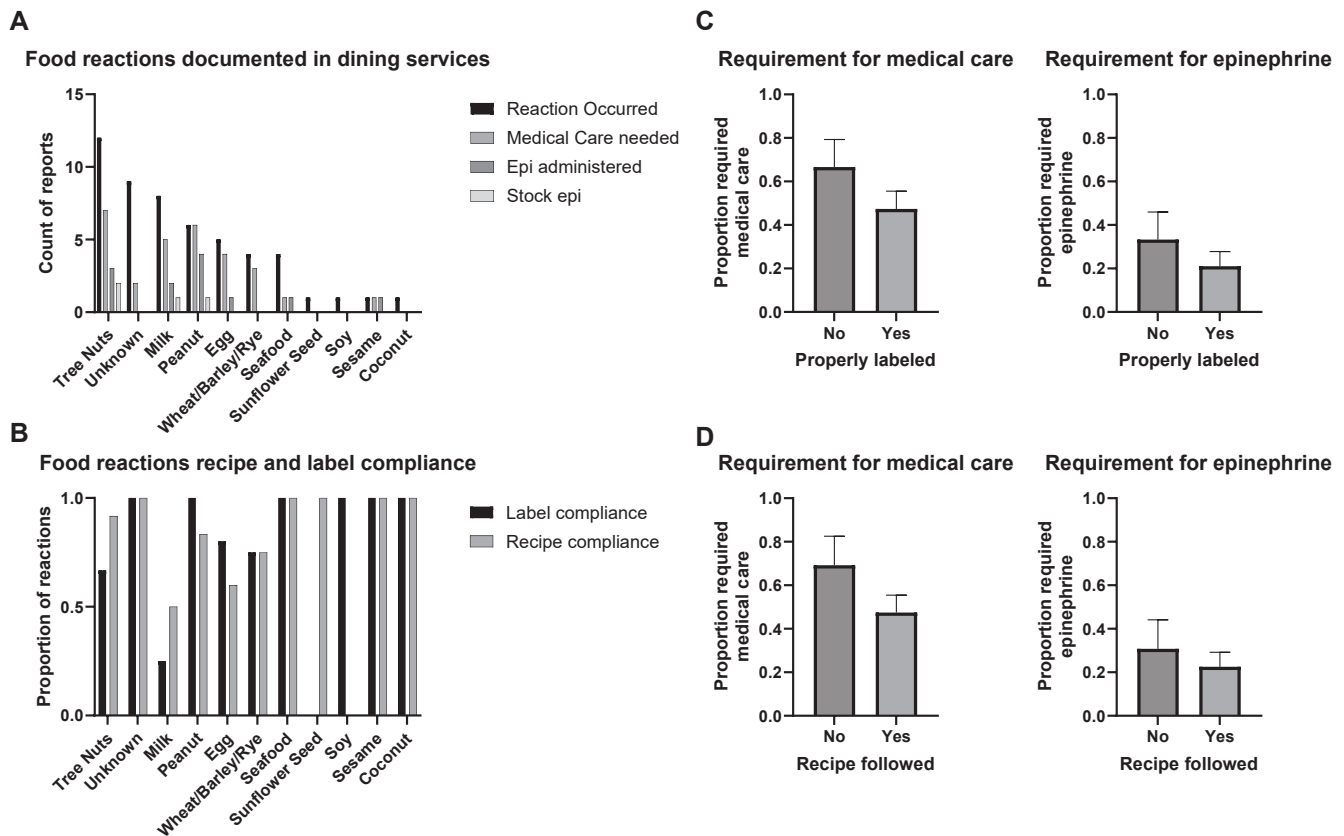 A
Food reactions documented in dining services
Count of reports
15
10
5
0
Tree Nuts
Unknown
Milk
Peanut
Egg
Wheat/Barley/Rye
Seafood
Sunflower Seed
Soy
Sesame
Coconut
Reaction Occurred
Medical Care needed
Epi administered
Stock epi
B
Food reactions recipe and label compliance
Proportion of reactions
1.0
0.5
0.0
Tree Nuts
Unknown
Milk
Peanut
Egg
Wheat/Barley/Rye
Seafood
Sunflower Seed
Soy
Sesame
Coconut
Label compliance
Recipe compliance
C
Requirement for medical care
Proportion required
medical care
1.0
0.8
0.6
0.4
0.2
0.0
No
Yes
Properly labeled
Requirement for epinephrine
Proportion required
epinephrine
1.0
0.8
0.6
0.4
0.2
0.0
No
Yes
Properly labeled
D
Requirement for medical care
Proportion required
medical care
1.0
0.8
0.6
0.4
0.2
0.0
No
Yes
Recipe followed
Requirement for epinephrine
Proportion required
epinephrine
1.0
0.8
0.6
0.4
0.2
0.0
No
Yes
Recipe followed